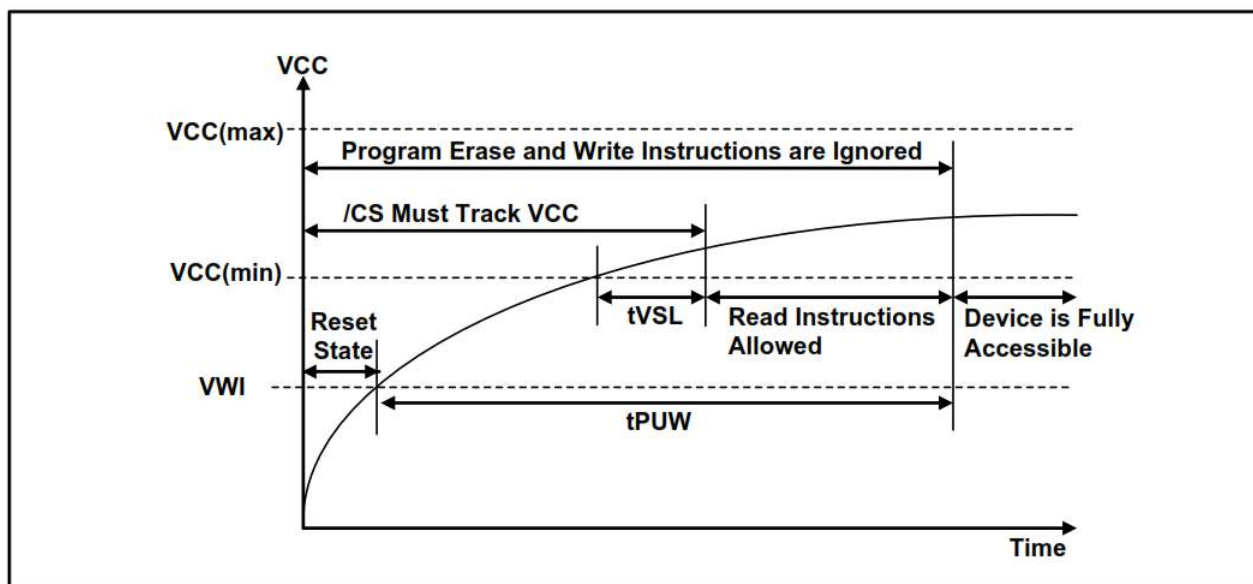 VCC
VCC(max)
Program Erase and Write Instructions are Ignored
/CS Must Track VCC
VCC(min)
tVSL
Read Instructions
Allowed
Device is Fully
Accessible
Reset
State
VWI
tPUW
Time